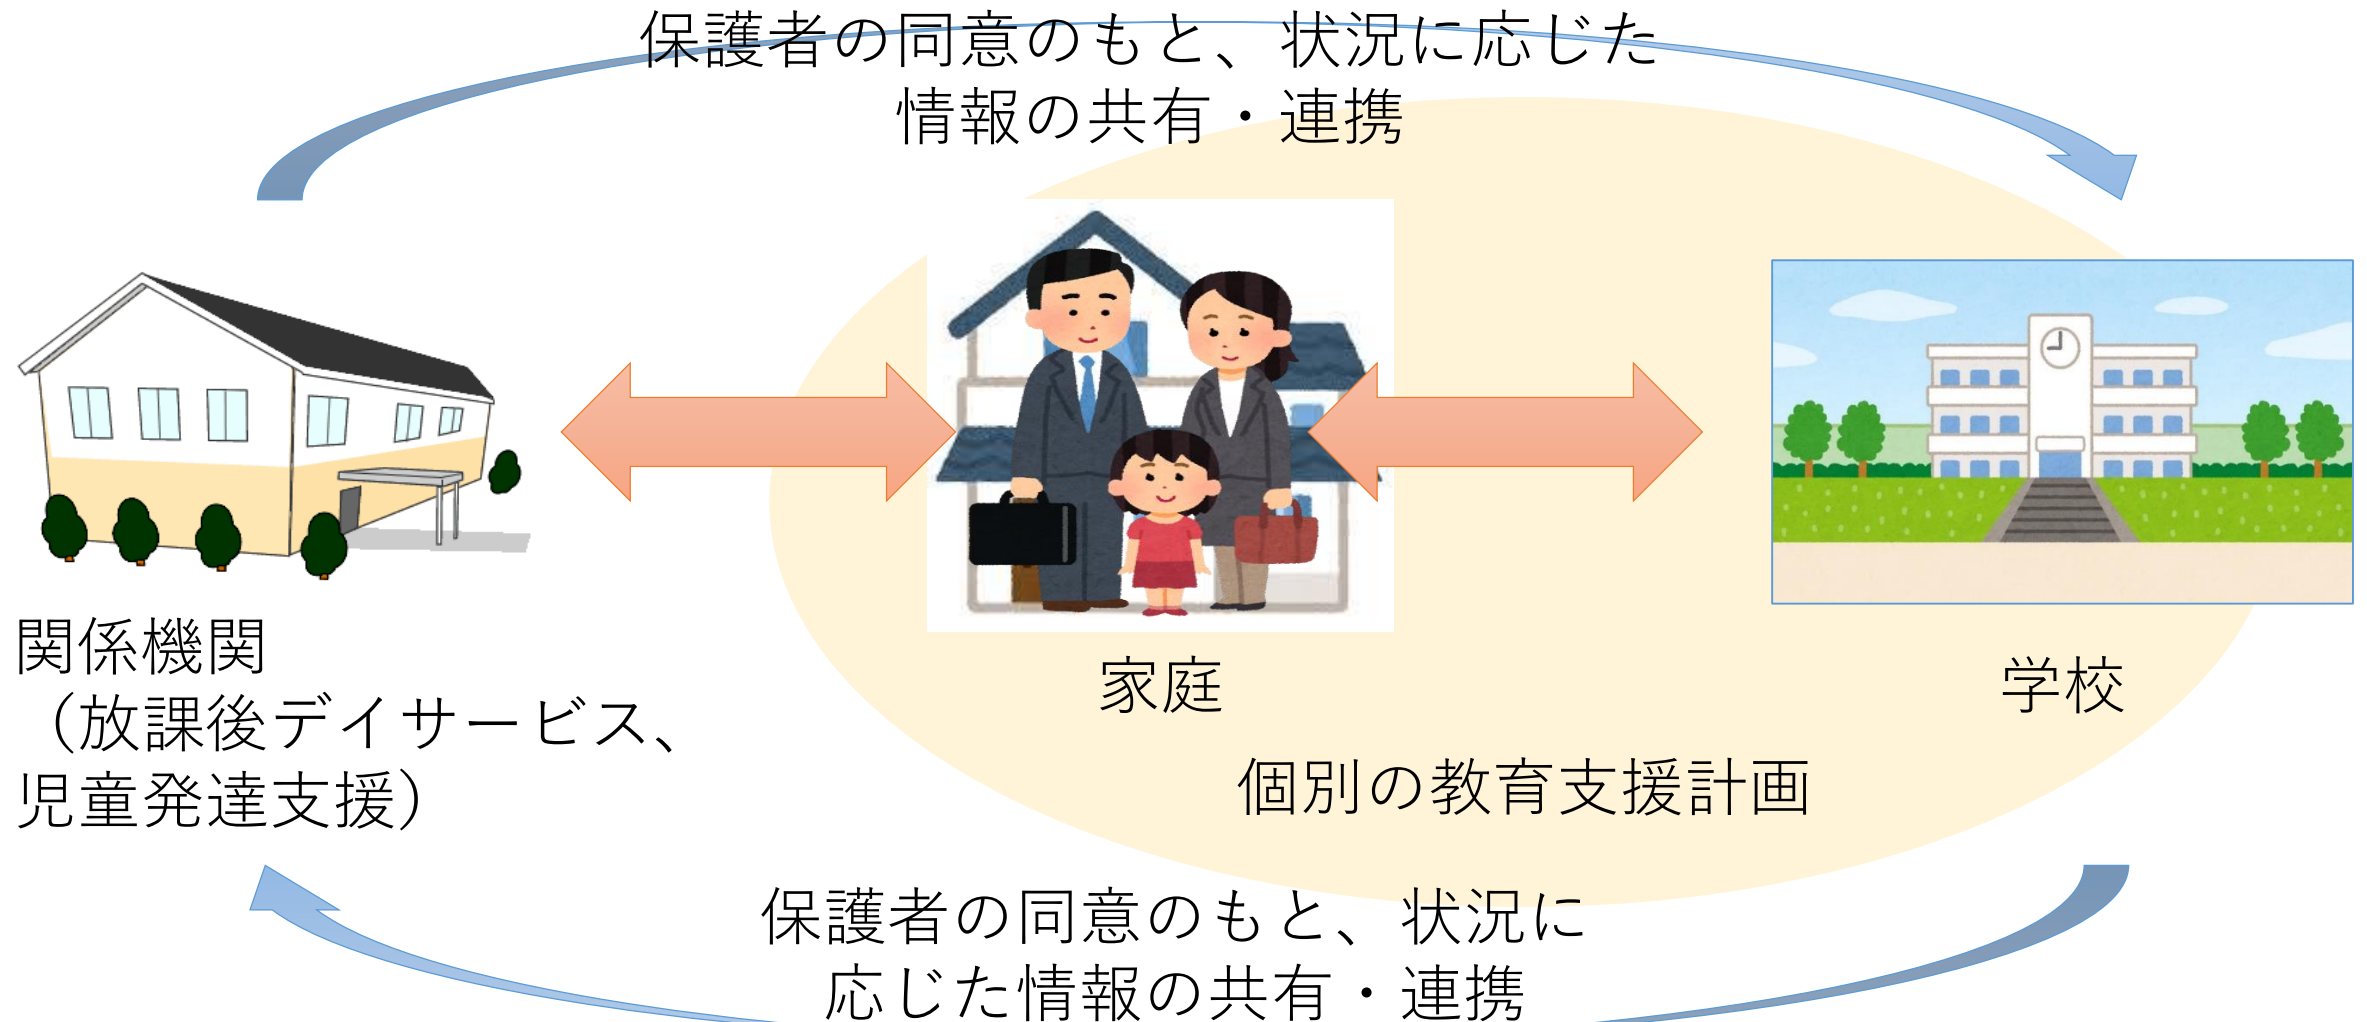 保護者の同意のもと、状況に応じた
情報の共有・連携
関係機関
（放課後デイサービス、
児童発達支援）
家庭
学校
個別の教育支援計画
保護者の同意のもと、状況に
応じた情報の共有・連携